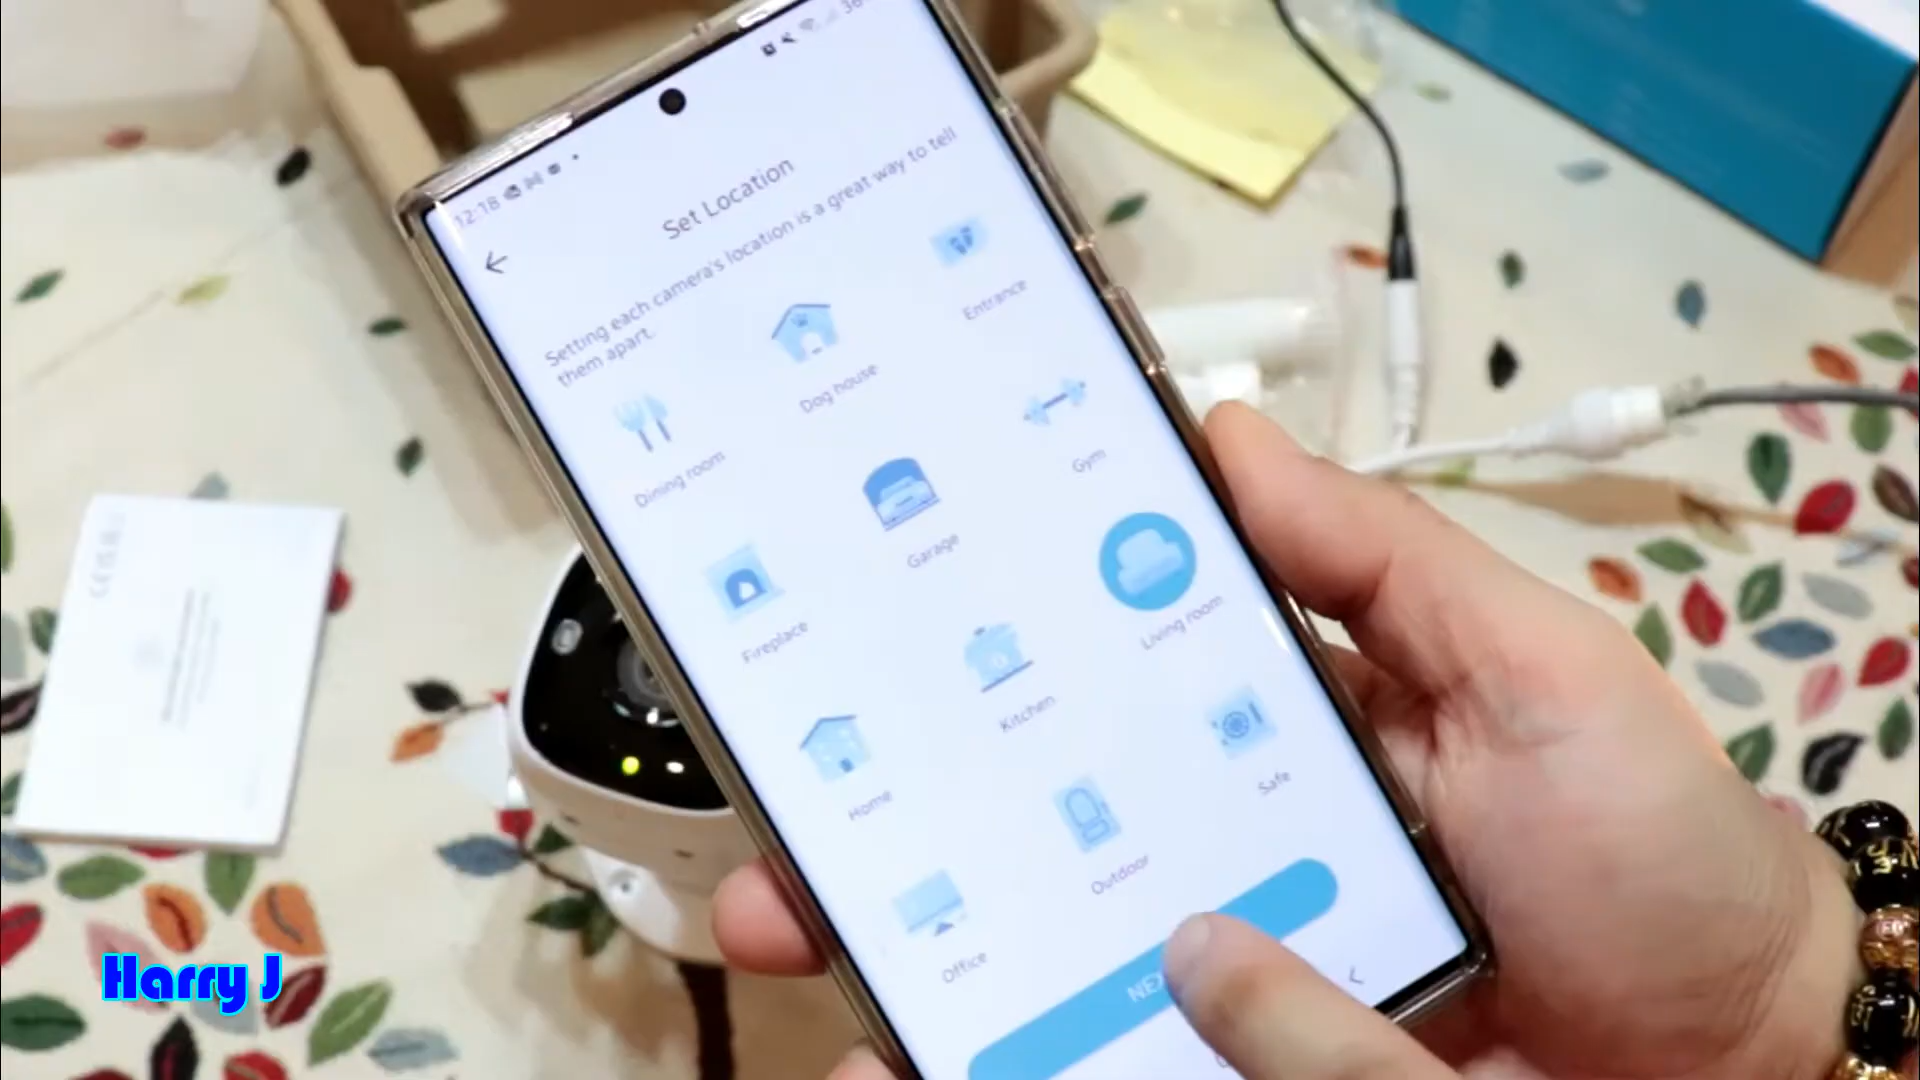 12:18
Set Location
Setting each camera's location is a great way to tell
them apart.
Dining room
Dog house
Entrance
Fireplace
Garage
Gym
Home
Kitchen
Living room
Office
Outdoor
Safe
Harry J